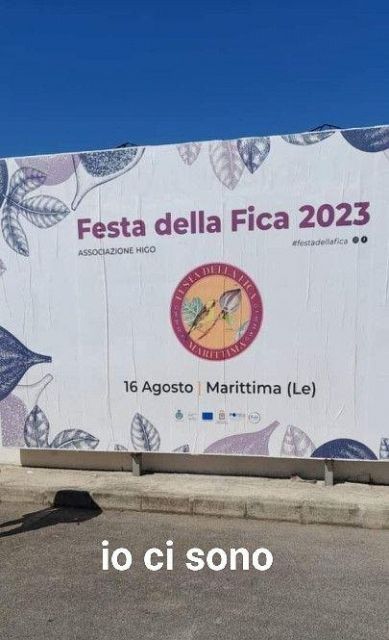 Festa della Fica 2023
ASSOCIAZIONE HIGO
#festadellafica
FESTA DELLA FICA
MARITTIMA
16 Agosto | Marittima (Le)
io ci sono